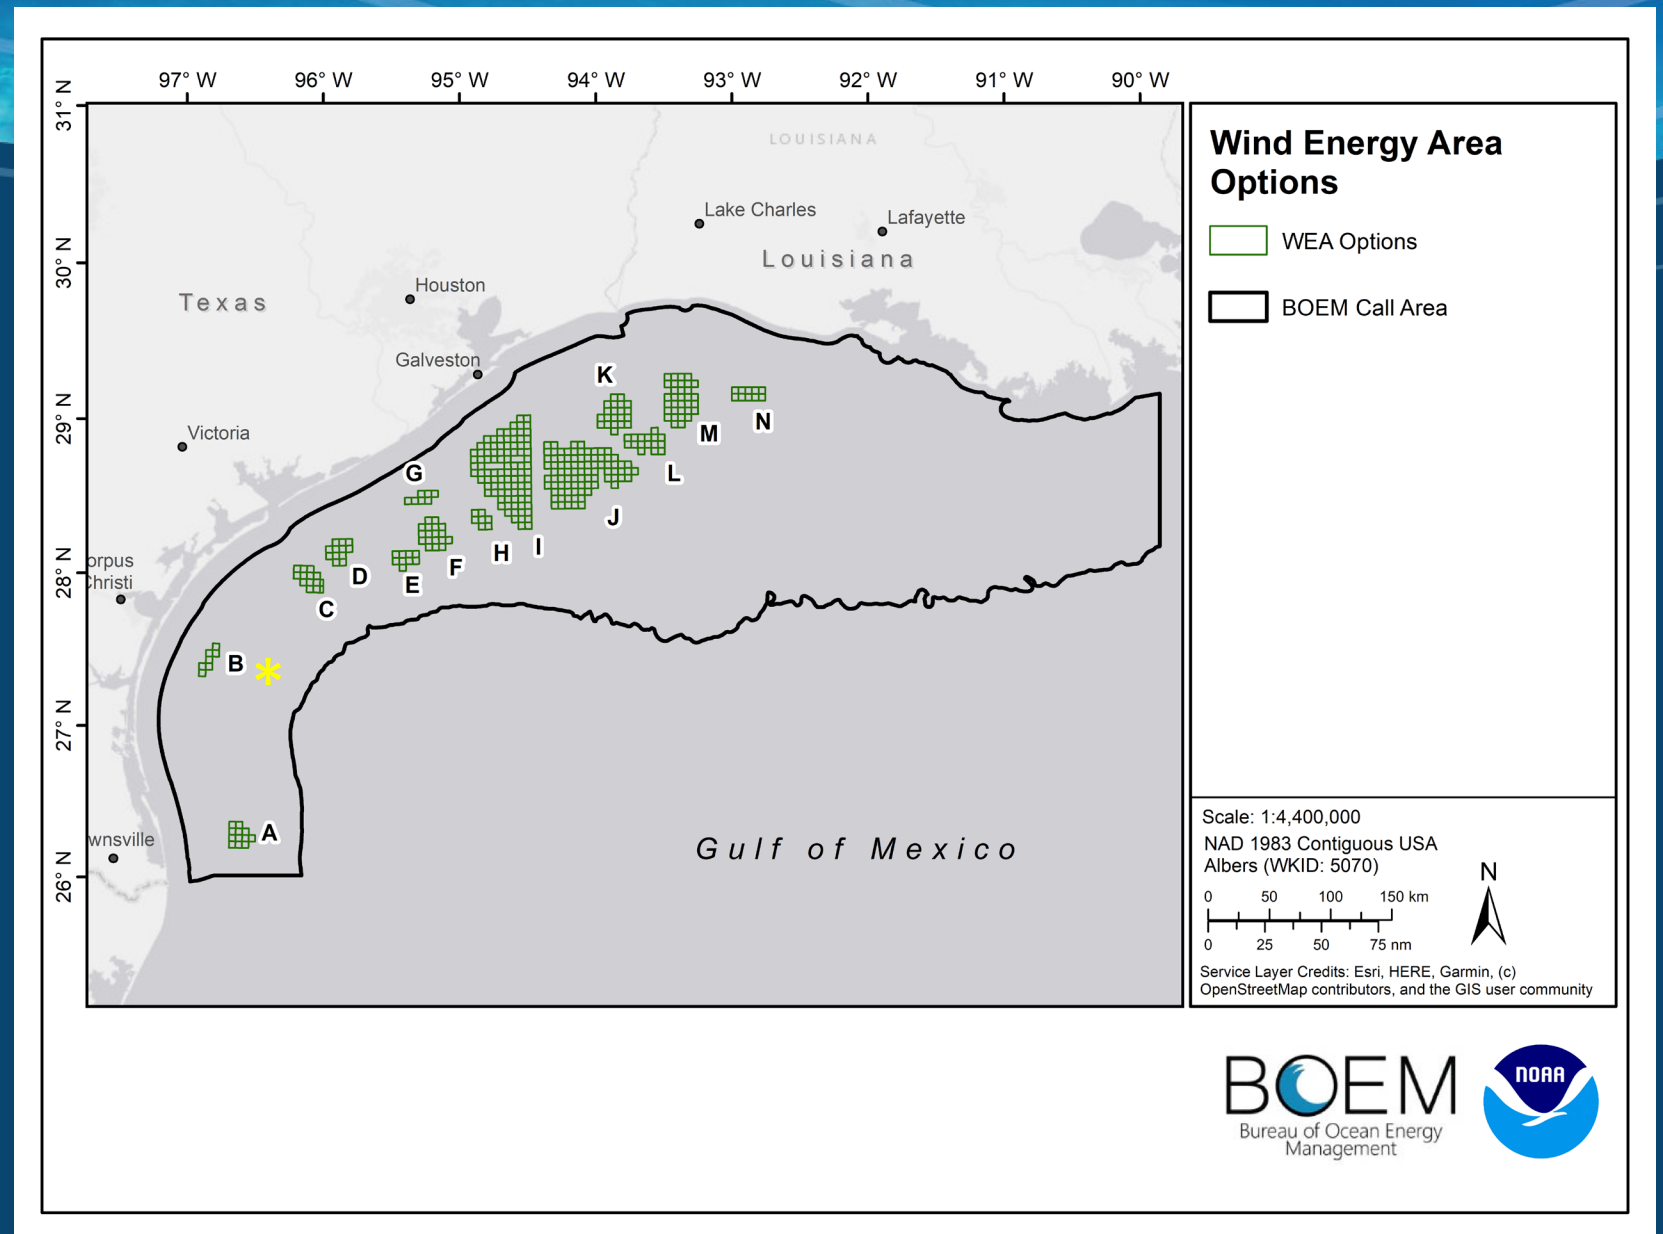 97° W 96° W 95° W 94° W 93° W 92° W 91° W 90° W
31° N
30° N
29° N
28° N
27° N
26° N
LOUISIANA
Lake Charles
Lafayette
Louisiana
Houston
Texas
Galveston
Victoria
orpus
Christi
wnsville
K
M
N
G
L
J
I
H
F
E
D
C
B
*
A
Gulf of Mexico
Wind Energy Area
Options
WEA Options
BOEM Call Area
Scale: 1:4,400,000
NAD 1983 Contiguous USA
Albers (WKID: 5070)
N
0 50 100 150 km
0 25 50 75 nm
Service Layer Credits: Esri, HERE, Garmin, (c)
OpenStreetMap contributors, and the GIS user community
BOEM
Bureau of Ocean Energy
Management
NOAA